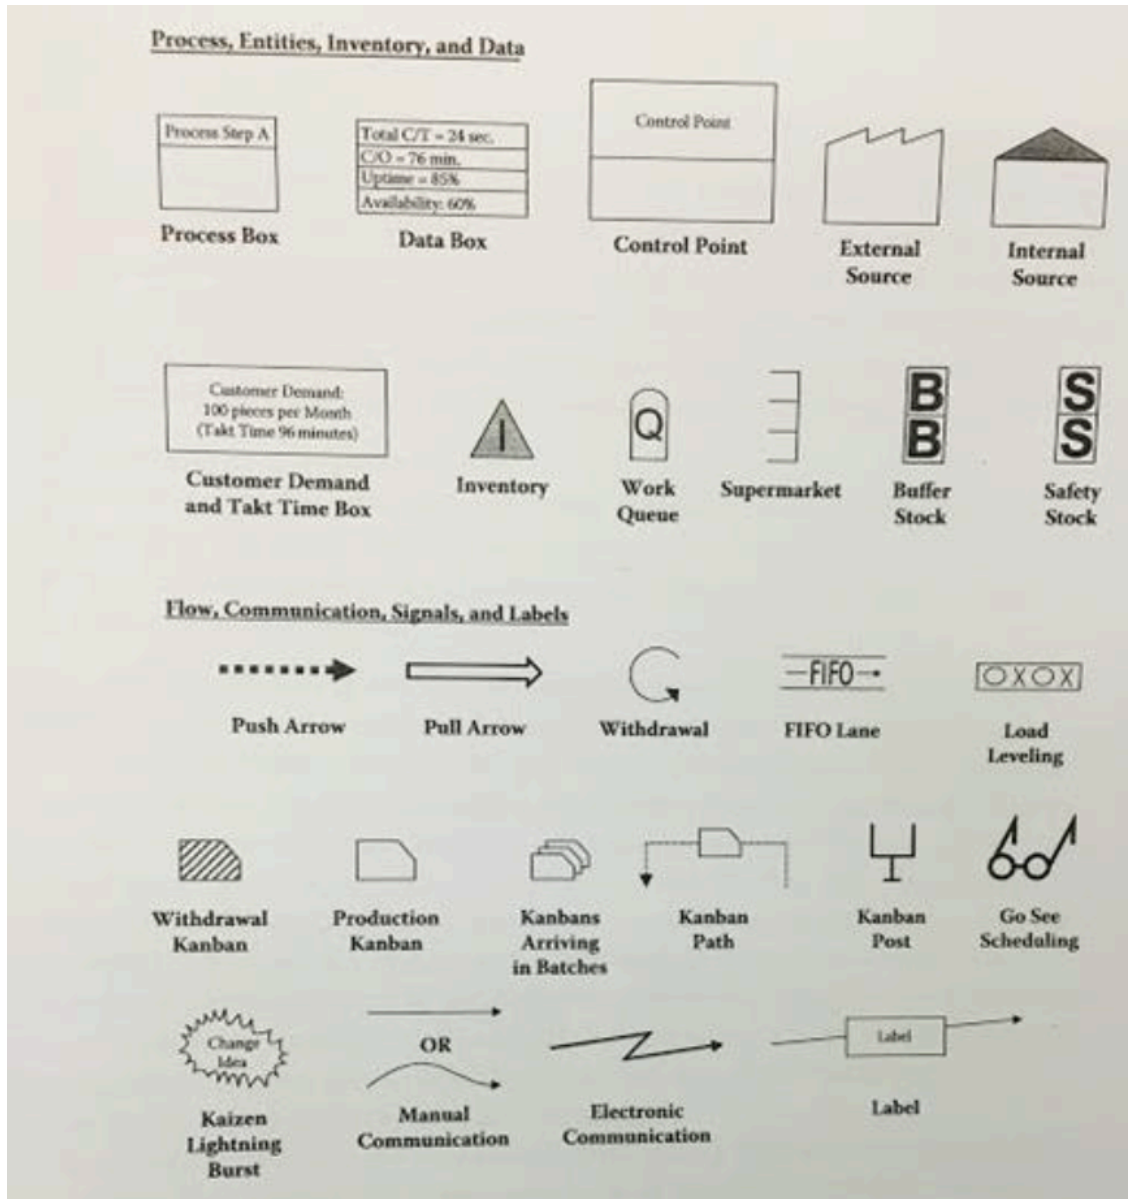 Process, Entities, Inventory, and Data
Process Step A
Process Box
Total C/T = 24 sec.
C/O = 76 min.
Uptime = 85%
Availability: 60%
Data Box
Control Point
Control Point
External
Source
Internal
Source
Customer Demand:
100 pieces per Month
(Takt Time 96 minutes)
Customer Demand
and Takt Time Box
I
Inventory
Q
Work
Queue
Supermarket
B
B
Buffer
Stock
S
S
Safety
Stock
Flow, Communication, Signals, and Labels
Push Arrow
Pull Arrow
Withdrawal
FIFO
FIFO Lane
OXOX
Load
Leveling
Withdrawal
Kanban
Production
Kanban
Kanbans
Arriving
in Batches
Kanban
Path
Kanban
Post
Go See
Scheduling
Change
Idea
Kaizen
Lightning
Burst
OR
Manual
Communication
Electronic
Communication
Label
Label